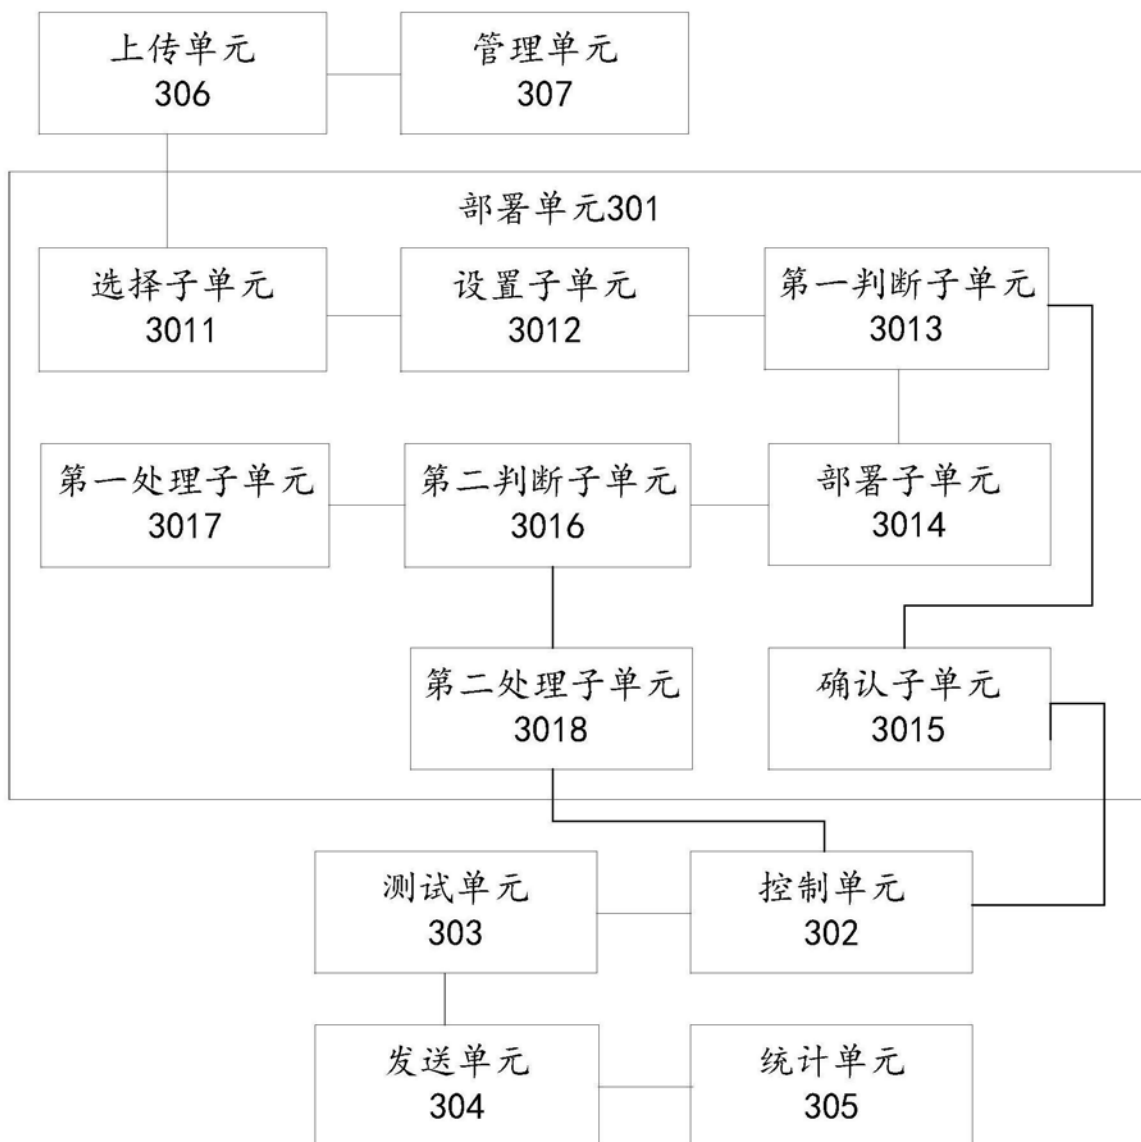 上传单元
306
管理单元
307
部署单元301
选择子单元
3011
设置子单元
3012
第一判断子单元
3013
第一处理子单元
3017
第二判断子单元
3016
部署子单元
3014
第二处理子单元
3018
确认子单元
3015
测试单元
303
控制单元
302
发送单元
304
统计单元
305